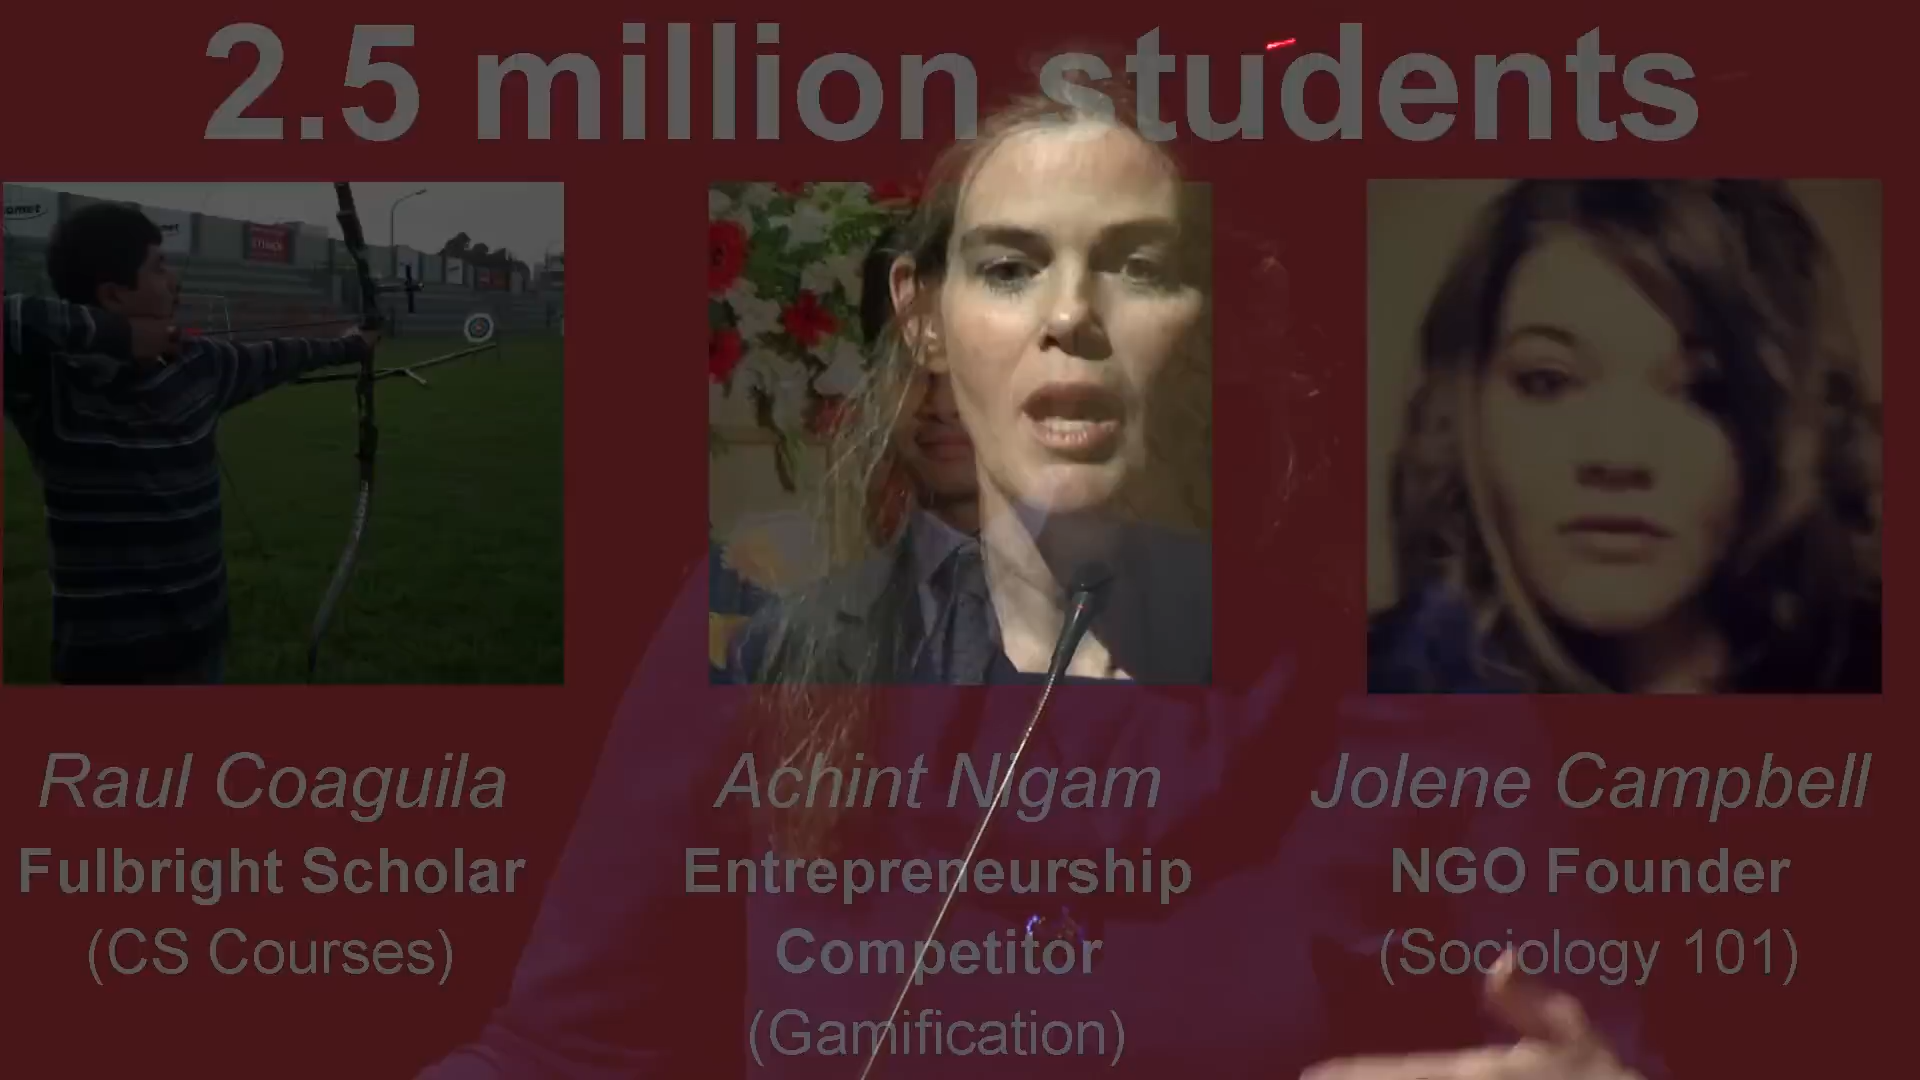 2.5 million students
Raul Coaguila
Fulbright Scholar
(CS Courses)
Achint Nigam
Entrepreneurship
Competitor
(Gamification)
Jolene Campbell
NGO Founder
(Sociology 101)